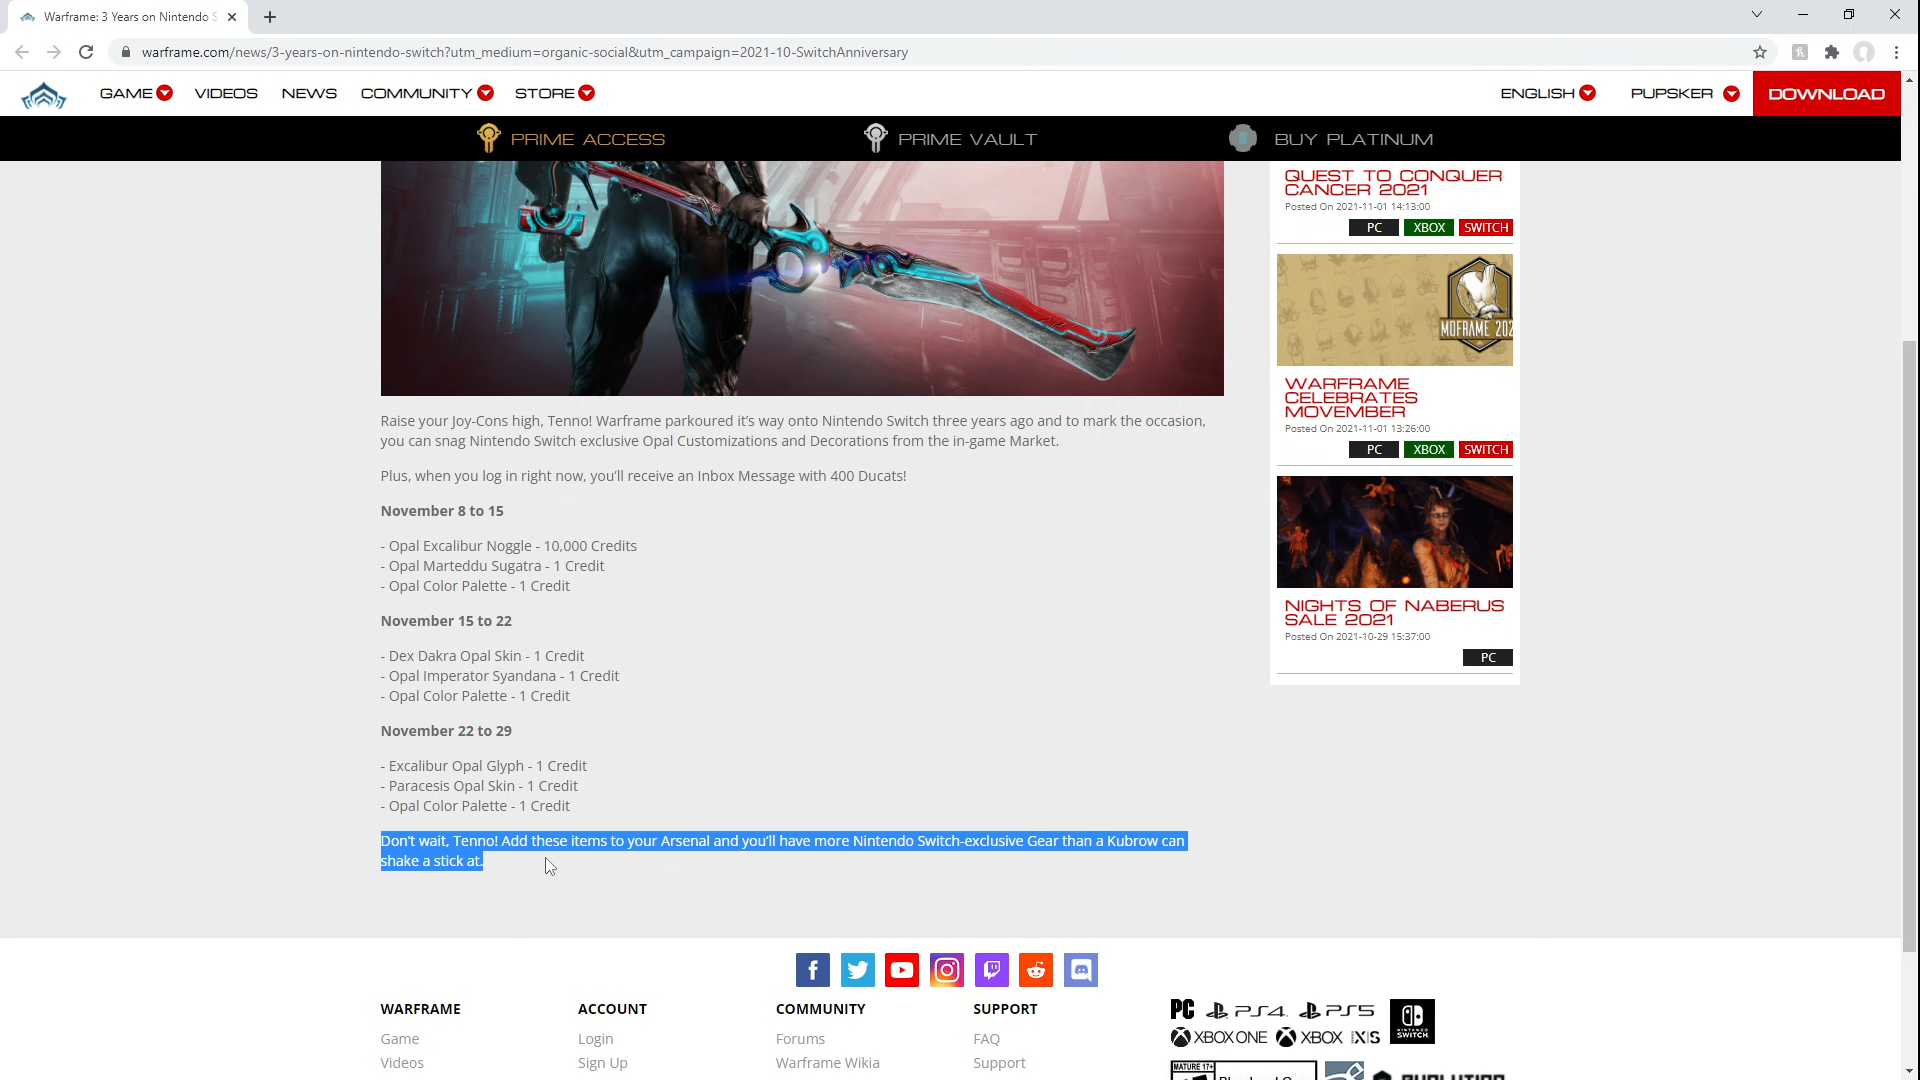 Warframe: 3 Years on Nintendo S
warframe.com/news/3-years-on-nintendo-switch?utm_medium=organic-social&utm_campaign=2021-10-SwitchAnniversary
GAME VIDEOS NEWS COMMUNITY STORE ENGLISH PUPSKER DOWNLOAD
PRIME ACCESS PRIME VAULT BUY PLATINUM
Raise your Joy-Cons high, Tenno! Warframe parkoured it's way onto Nintendo Switch three years ago and to mark the occasion,
you can snag Nintendo Switch exclusive Opal Customizations and Decorations from the in-game Market.
Plus, when you log in right now, you'll receive an Inbox Message with 400 Ducats!
November 8 to 15
- Opal Excalibur Noggle - 10,000 Credits
- Opal Marteddu Sugatra - 1 Credit
- Opal Color Palette - 1 Credit
November 15 to 22
- Dex Dakra Opal Skin - 1 Credit
- Opal Imperator Syandana - 1 Credit
- Opal Color Palette - 1 Credit
November 22 to 29
- Excalibur Opal Glyph - 1 Credit
- Paracesis Opal Skin - 1 Credit
- Opal Color Palette - 1 Credit
Don't wait, Tenno! Add these items to your Arsenal and you'll have more Nintendo Switch-exclusive Gear than a Kubrow can
shake a stick at.
QUEST TO CONQUER
CANCER 2021
Posted On 2021-11-01 14:13:00
PC XBOX SWITCH
MOFRAME 202
WARFRAME
CELEBRATES
MOVEMBER
Posted On 2021-11-01 13:26:00
PC XBOX SWITCH
NIGHTS OF NABERUS
SALE 2021
Posted On 2021-10-29 15:37:00
PC
WARFRAME
Game
Videos
ACCOUNT
Login
Sign Up
COMMUNITY
Forums
Warframe Wikia
SUPPORT
FAQ
Support
PC PS4 PS5
XBOX ONE XBOX X|S
NINTENDO
SWITCH
MATURE 17+